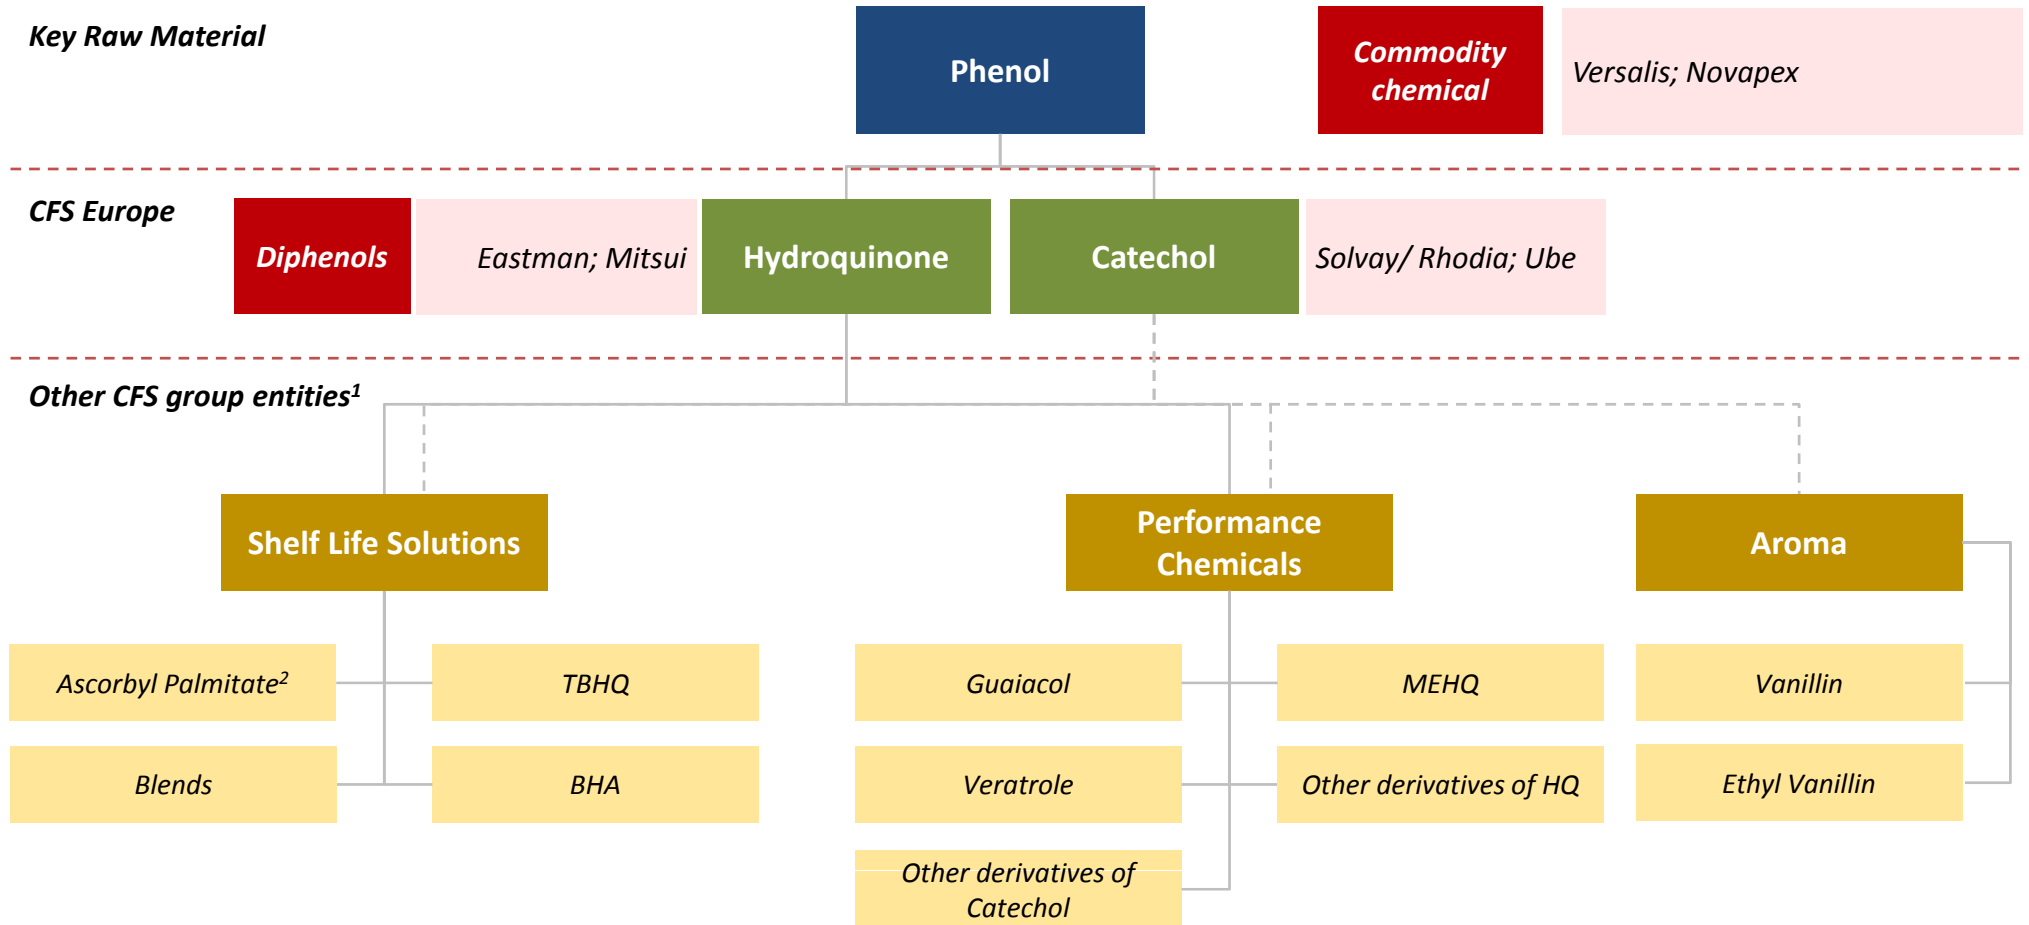 Key Raw Material
Phenol
Commodity
chemical
Versalis; Novapex
CFS Europe
Diphenols
Eastman; Mitsui
Hydroquinone
Catechol
Solvay/ Rhodia; Ube
Other CFS group entities¹
Shelf Life Solutions
Performance
Chemicals
Aroma
Ascorbyl Palmitate²
TBHQ
Guaiacol
MEHQ
Vanillin
Blends
BHA
Veratrole
Other derivatives of HQ
Ethyl Vanillin
Other derivatives of
Catechol